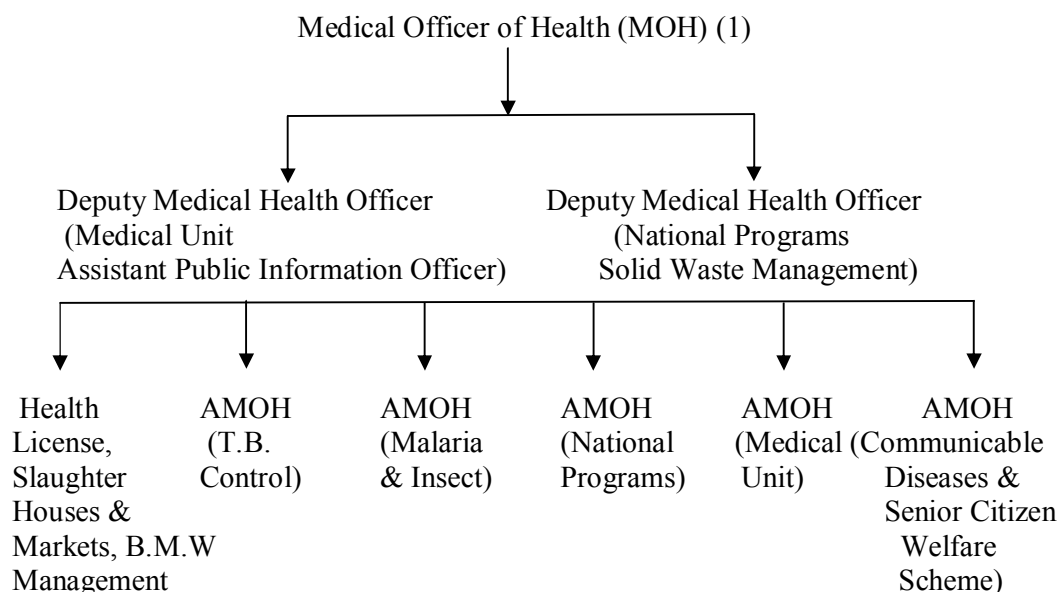 Medical Officer of Health (MOH) (1)
Deputy Medical Health Officer
(Medical Unit
Assistant Public Information Officer)
Deputy Medical Health Officer
(National Programs
Solid Waste Management)
Health
License,
Slaughter
Houses &
Markets, B.M.W
Management
AMOH
(T.B.
Control)
AMOH
(Malaria
& Insect)
AMOH
(National
Programs)
AMOH
(Medical
Unit)
AMOH
(Communicable
Diseases &
Senior Citizen
Welfare
Scheme)